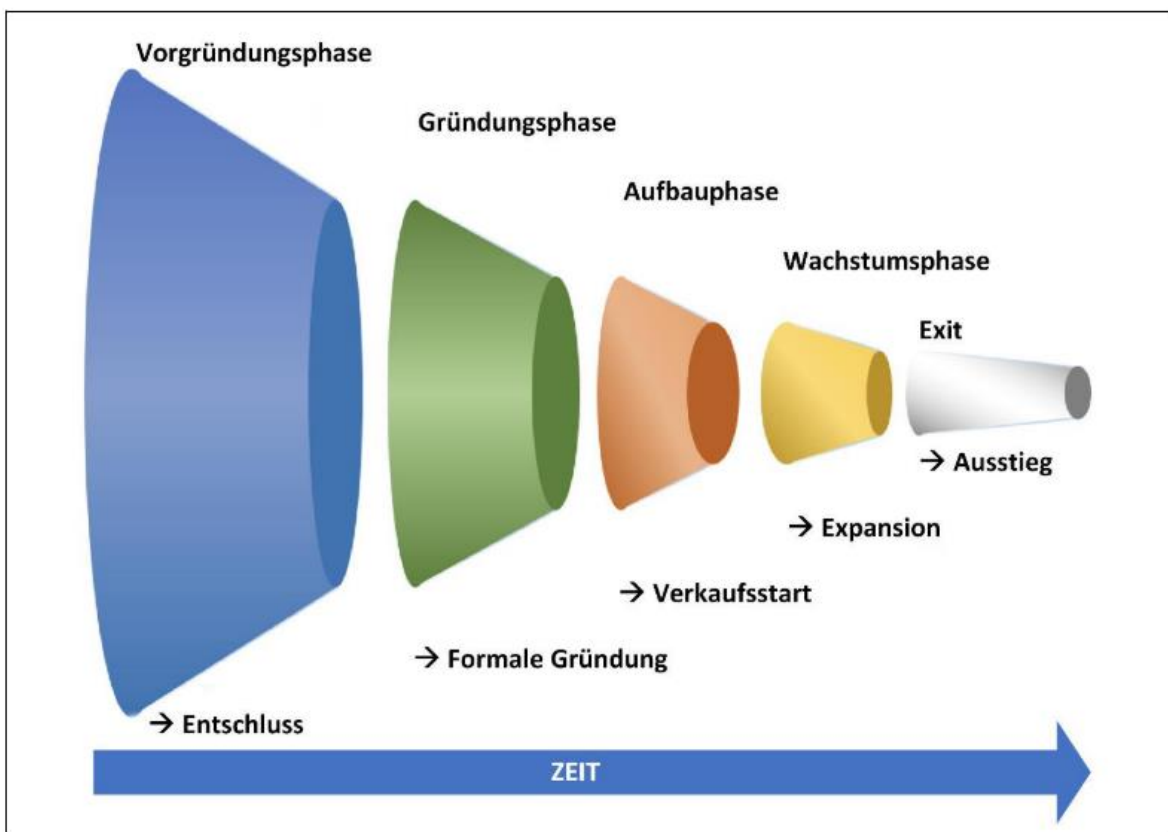 Vorgründungsphase
Gründungsphase
Aufbauphase
Wachstumsphase
Exit
→ Ausstieg
→ Expansion
→ Verkaufsstart
→ Formale Gründung
→ Entschluss
ZEIT